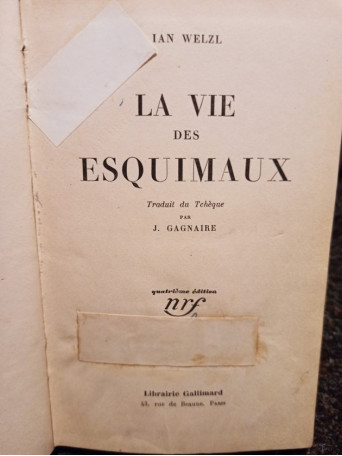 IAN WELZL
LA VIE
DES
ESQUIMAUX
Traduit du Tchèque
PAR
J. GAGNAIRE
quatrième édition
nrf
Librairie Gallimard
43, rue de Beaune, Paris